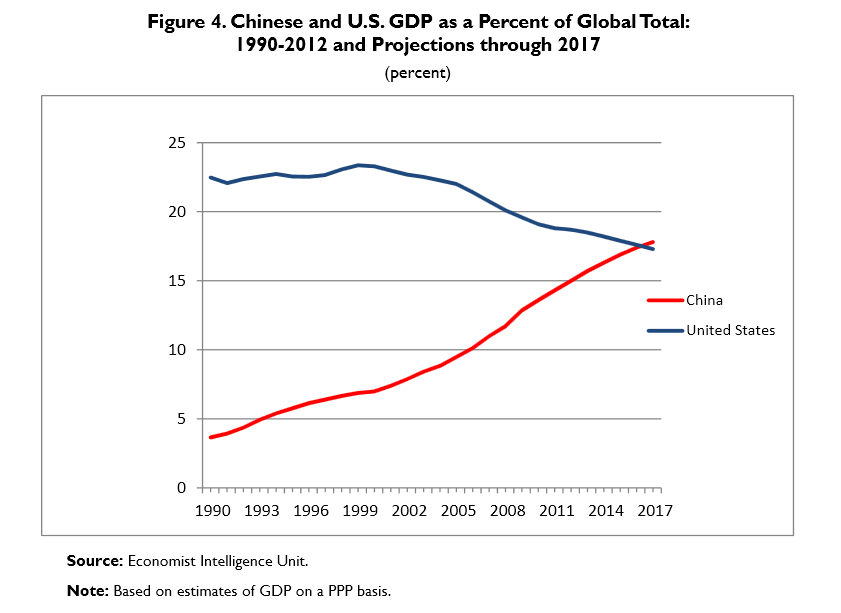 Figure 4. Chinese and U.S. GDP as a Percent of Global Total:
1990-2012 and Projections through 2017
(percent)
25
20
15
10
5
0
China
United States
1990 1993 1996 1999 2002 2005 2008 2011 2014 2017
Source: Economist Intelligence Unit.
Note: Based on estimates of GDP on a PPP basis.